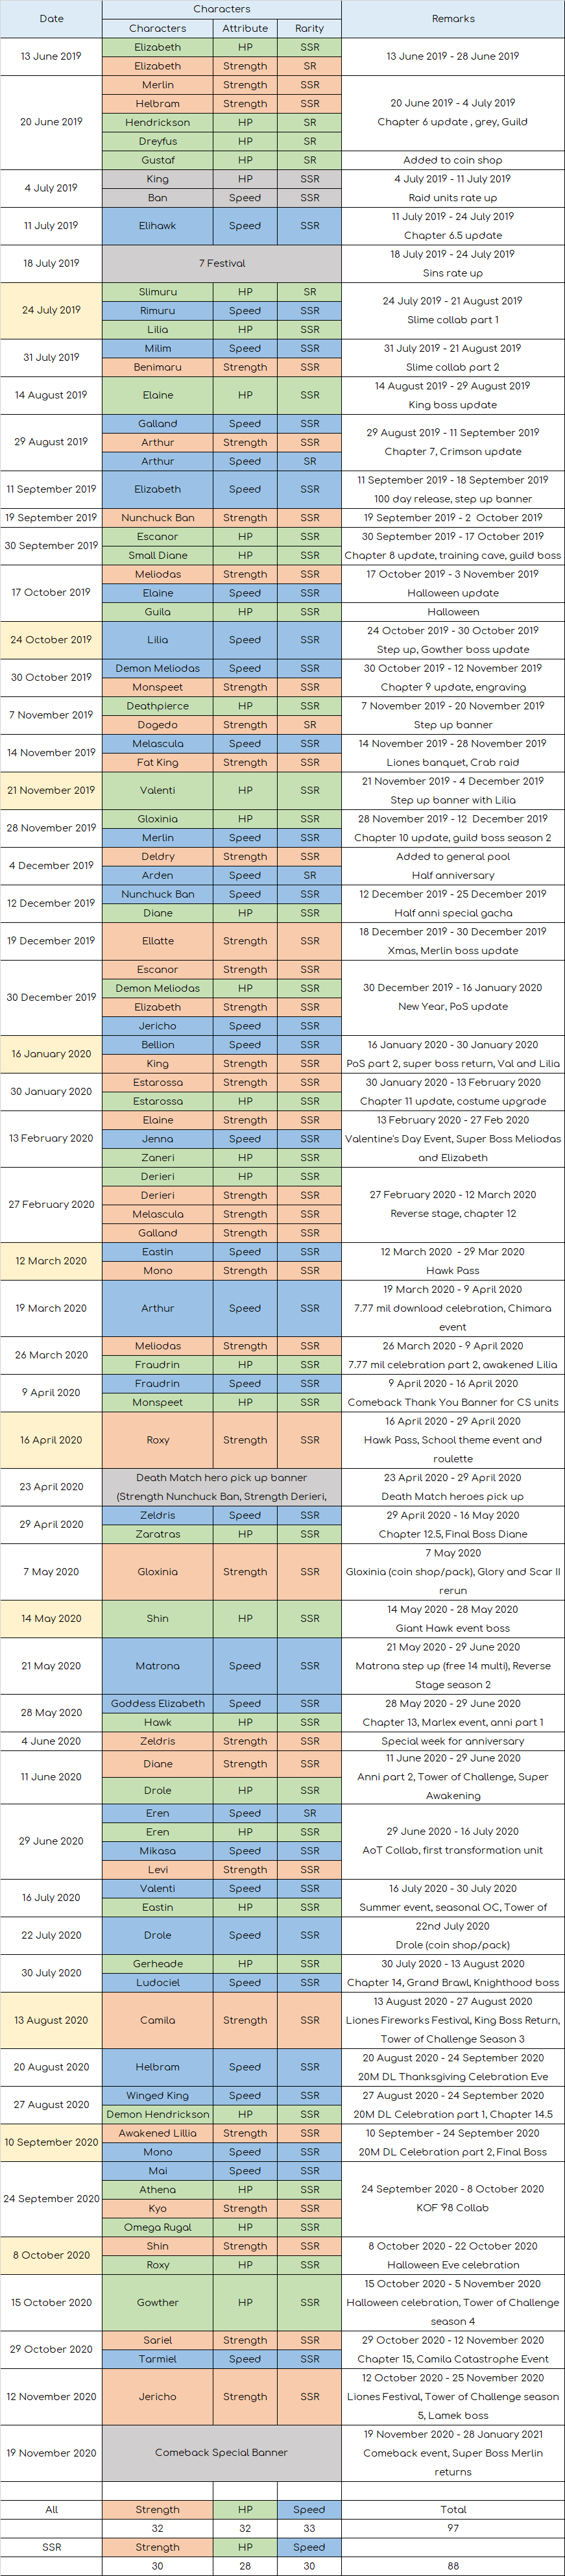 Date Characters Remarks
Characters Attribute Rarity
13 June 2019 Elizabeth HP SSR 13 June 2019 - 28 June 2019
Elizabeth Strength SR
20 June 2019 Merlin Strength SSR 20 June 2019 - 4 July 2019
Helbram Strength SSR Chapter 6 update , grey, Guild
Hendrickson HP SR
Dreyfus HP SR
Gustaf HP SR Added to coin shop
4 July 2019 King HP SSR 4 July 2019 - 11 July 2019
Ban Speed SSR Raid units rate up
11 July 2019 Elihawk Speed SSR 11 July 2019 - 24 July 2019
Chapter 6.5 update
18 July 2019 7 Festival 18 July 2019 - 24 July 2019
Sins rate up
24 July 2019 Slimuru HP SR 24 July 2019 - 21 August 2019
Rimuru Speed SSR Slime collab part 1
Lilia HP SSR
31 July 2019 Milim Speed SSR 31 July 2019 - 21 August 2019
Benimaru Strength SSR Slime collab part 2
14 August 2019 Elaine HP SSR 14 August 2019 - 29 August 2019
King boss update
29 August 2019 Galland Speed SSR 29 August 2019 - 11 September 2019
Arthur Strength SSR Chapter 7, Crimson update
Arthur Speed SR
11 September 2019 Elizabeth Speed SSR 11 September 2019 - 18 September 2019
100 day release, step up banner
19 September 2019 Nunchuck Ban Strength SSR 19 September 2019 - 2 October 2019
30 September 2019 Escanor HP SSR 30 September 2019 - 17 October 2019
Small Diane HP SSR Chapter 8 update, training cave, guild boss
17 October 2019 Meliodas Strength SSR 17 October 2019 - 3 November 2019
Elaine Speed SSR Halloween update
Guila HP SSR Halloween
24 October 2019 Lilia Speed SSR 24 October 2019 - 30 October 2019
Step up, Gowther boss update
30 October 2019 Demon Meliodas Speed SSR 30 October 2019 - 12 November 2019
Monspeet Strength SSR Chapter 9 update, engraving
7 November 2019 Deathpierce HP SSR 7 November 2019 - 20 November 2019
Dogedo Strength SR Step up banner
14 November 2019 Melascula Speed SSR 14 November 2019 - 28 November 2019
Fat King Strength SSR Liones banquet, Crab raid
21 November 2019 Valenti HP SSR 21 November 2019 - 4 December 2019
Step up banner with Lilia
28 November 2019 Gloxinia HP SSR 28 November 2019 - 12 December 2019
Merlin Speed SSR Chapter 10 update, guild boss season 2
4 December 2019 Deldry Strength SSR Added to general pool
Arden Speed SR Half anniversary
12 December 2019 Nunchuck Ban Speed SSR 12 December 2019 - 25 December 2019
Diane HP SSR Half anni special gacha
19 December 2019 Ellatte Strength SSR 18 December 2019 - 30 December 2019
Xmas, Merlin boss update
30 December 2019 Escanor Strength SSR 30 December 2019 - 16 January 2020
Demon Meliodas HP SSR New Year, PoS update
Elizabeth Strength SSR
Jericho Speed SSR
16 January 2020 Bellion Speed SSR 16 January 2020 - 30 January 2020
King Strength SSR PoS part 2, super boss return, Val and Lilia
30 January 2020 Estarossa Strength SSR 30 January 2020 - 13 February 2020
Estarossa HP SSR Chapter 11 update, costume upgrade
13 February 2020 Elaine Strength SSR 13 February 2020 - 27 Feb 2020
Jenna Speed SSR Valentine's Day Event, Super Boss Meliodas
Zaneri HP SSR and Elizabeth
27 February 2020 Derieri HP SSR 27 February 2020 - 12 March 2020
Derieri Strength SSR Reverse stage, chapter 12
Melascula Strength SSR
Galland Strength SSR
12 March 2020 Eastin Speed SSR 12 March 2020 - 29 Mar 2020
Mono Strength SSR Hawk Pass
19 March 2020 Arthur Speed SSR 19 March 2020 - 9 April 2020
7.77 mil download celebration, Chimara
event
26 March 2020 Meliodas Strength SSR 26 March 2020 - 9 April 2020
Fraudrin HP SSR 7.77 mil celebration part 2, awakened Lilia
9 April 2020 Fraudrin Speed SSR 9 April 2020 - 16 April 2020
Monspeet HP SSR Comeback Thank You Banner for CS units
16 April 2020 Roxy Strength SSR 16 April 2020 - 29 April 2020
Hawk Pass, School theme event and
roulette
23 April 2020 Death Match hero pick up banner 23 April 2020 - 29 April 2020
(Strength Nunchuck Ban, Strength Derieri, Death Match heroes pick up
29 April 2020 Zeldris Speed SSR 29 April 2020 - 16 May 2020
Zaratras HP SSR Chapter 12.5, Final Boss Diane
7 May 2020 Gloxinia Strength SSR 7 May 2020
Gloxinia (coin shop/pack), Glory and Scar II
rerun
14 May 2020 Shin HP SSR 14 May 2020 - 28 May 2020
Giant Hawk event boss
21 May 2020 Matrona Speed SSR 21 May 2020 - 29 June 2020
Matrona step up (free 14 multi), Reverse
Stage season 2
28 May 2020 Goddess Elizabeth Speed SSR 28 May 2020 - 29 June 2020
Hawk HP SSR Chapter 13, Marlex event, anni part 1
4 June 2020 Zeldris Strength SSR Special week for anniversary
11 June 2020 Diane Strength SSR 11 June 2020 - 29 June 2020
Anni part 2, Tower of Challenge, Super
Drole HP SSR Awakening
29 June 2020 Eren Speed SR 29 June 2020 - 16 July 2020
Eren HP SSR AoT Collab, first transformation unit
Mikasa Speed SSR
Levi Strength SSR
16 July 2020 Valenti Speed SSR 16 July 2020 - 30 July 2020
Eastin HP SSR Summer event, seasonal OC, Tower of
22 July 2020 Drole Speed SSR 22nd July 2020
Drole (coin shop/pack)
30 July 2020 Gerheade HP SSR 30 July 2020 - 13 August 2020
Ludociel Speed SSR Chapter 14, Grand Brawl, Knighthood boss
13 August 2020 Camila Strength SSR 13 August 2020 - 27 August 2020
Liones Fireworks Festival, King Boss Return,
Tower of Challenge Season 3
20 August 2020 Helbram Speed SSR 20 August 2020 - 24 September 2020
20M DL Thanksgiving Celebration Eve
27 August 2020 Winged King Speed SSR 27 August 2020 - 24 September 2020
Demon Hendrickson HP SSR 20M DL Celebration part 1, Chapter 14.5
10 September 2020 Awakened Lillia Strength SSR 10 September - 24 September 2020
Mono Speed SSR 20M DL Celebration part 2, Final Boss
24 September 2020 Mai Speed SSR 24 September 2020 - 8 October 2020
Athena HP SSR KOF '98 Collab
Kyo Strength SSR
Omega Rugal HP SSR
8 October 2020 Shin Strength SSR 8 October 2020 - 22 October 2020
Roxy HP SSR Halloween Eve celebration
15 October 2020 Gowther HP SSR 15 October 2020 - 5 November 2020
Halloween celebration, Tower of Challenge
season 4
29 October 2020 Sariel Strength SSR 29 October 2020 - 12 November 2020
Tarmiel Speed SSR Chapter 15, Camila Catastrophe Event
12 November 2020 Jericho Strength SSR 12 October 2020 - 25 November 2020
Liones Festival, Tower of Challenge season
5, Lamek boss
19 November 2020 Comeback Special Banner 19 November 2020 - 28 January 2021
Comeback event, Super Boss Merlin
returns
All Strength HP Speed Total
32 32 33 97
SSR Strength HP Speed
30 28 30 88